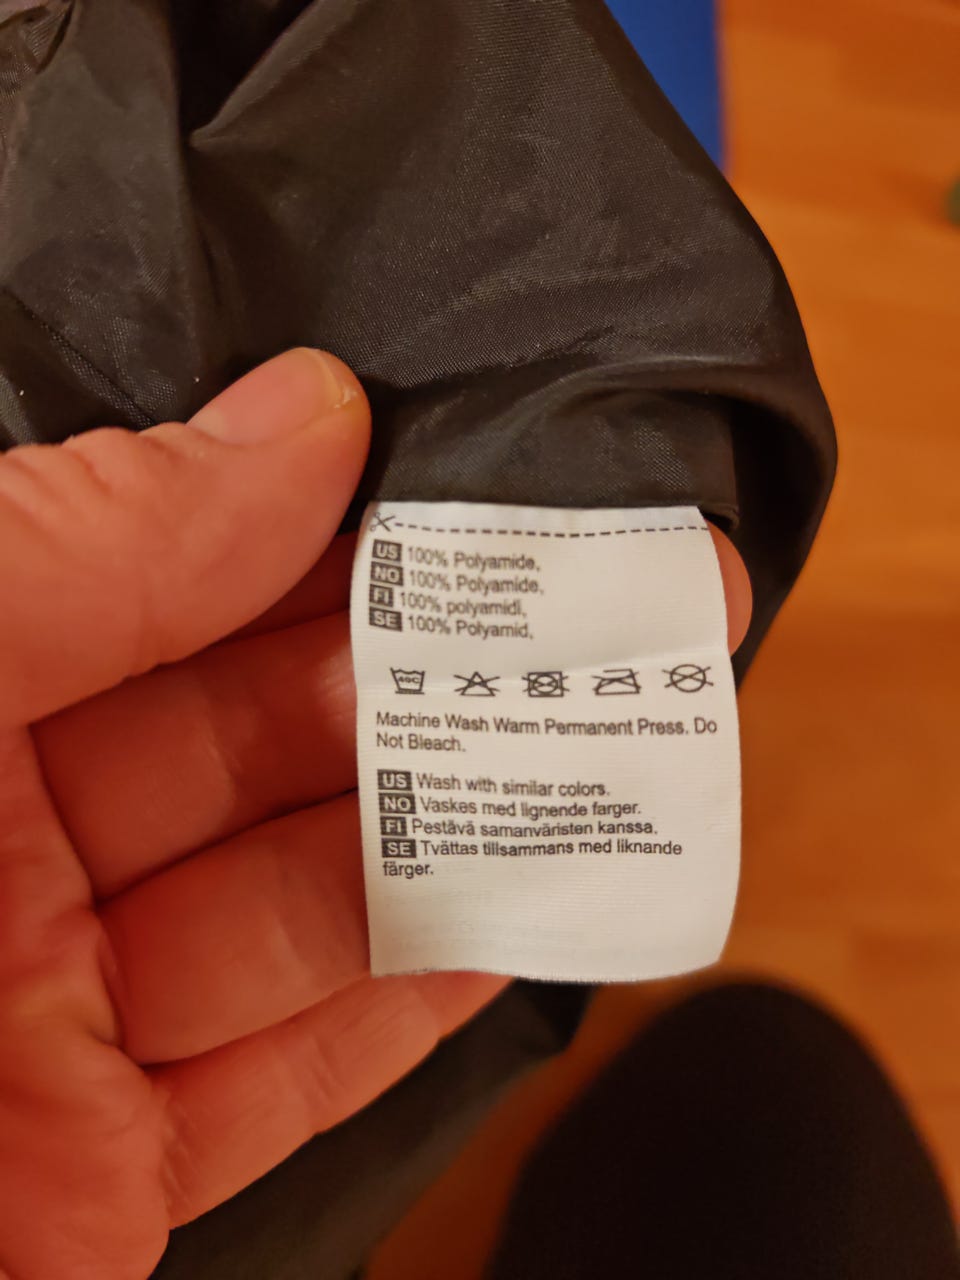 US 100% Polyamide,
NO 100% Polyamide,
FI 100% polyamidi,
SE 100% Polyamid,
40C
Machine Wash Warm Permanent Press. Do
Not Bleach.
US Wash with similar colors.
NO Vaskes med lignende farger.
FI Pestävä samanväristen kanssa.
SE Tvättas tillsammans med liknande
färger.